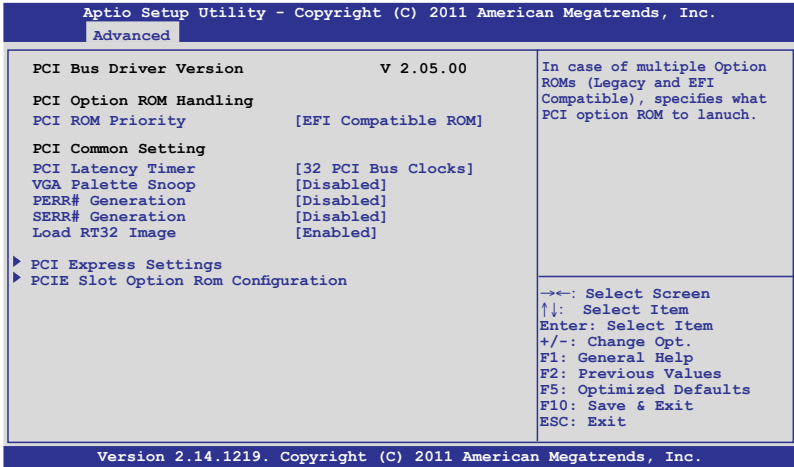 Aptio Setup Utility - Copyright (C) 2011 American Megatrends, Inc.
Advanced
PCI Bus Driver Version V 2.05.00
PCI Option ROM Handling
PCI ROM Priority [EFI Compatible ROM]
PCI Common Setting
PCI Latency Timer [32 PCI Bus Clocks]
VGA Palette Snoop [Disabled]
PERR# Generation [Disabled]
SERR# Generation [Disabled]
Load RT32 Image [Enabled]
PCI Express Settings
PCIE Slot Option Rom Configuration
In case of multiple Option
ROMs (Legacy and EFI
Compatible), specifies what
PCI option ROM to lanuch.
→←: Select Screen
↑↓: Select Item
Enter: Select Item
+/-: Change Opt.
F1: General Help
F2: Previous Values
F5: Optimized Defaults
F10: Save & Exit
ESC: Exit
Version 2.14.1219. Copyright (C) 2011 American Megatrends, Inc.